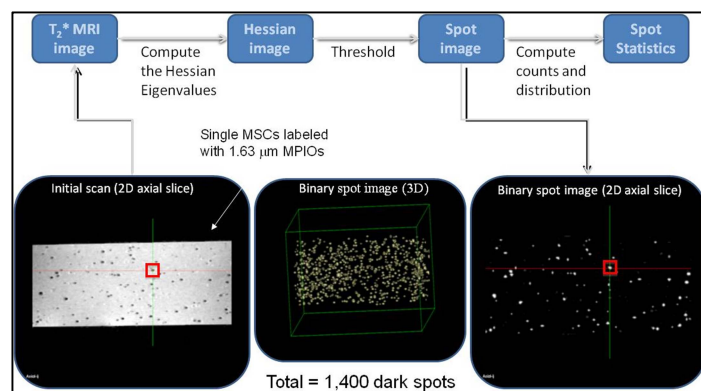 T2* MRI
image
Compute
the Hessian
Eigenvalues
Hessian
image
Threshold
Spot
image
Compute
counts and
distribution
Spot
Statistics
Single MSCs labeled
with 1.63 μm MPIOs
Initial scan (2D axial slice)
Binary spot image (3D)
Binary spot image (2D axial slice)
Total = 1,400 dark spots